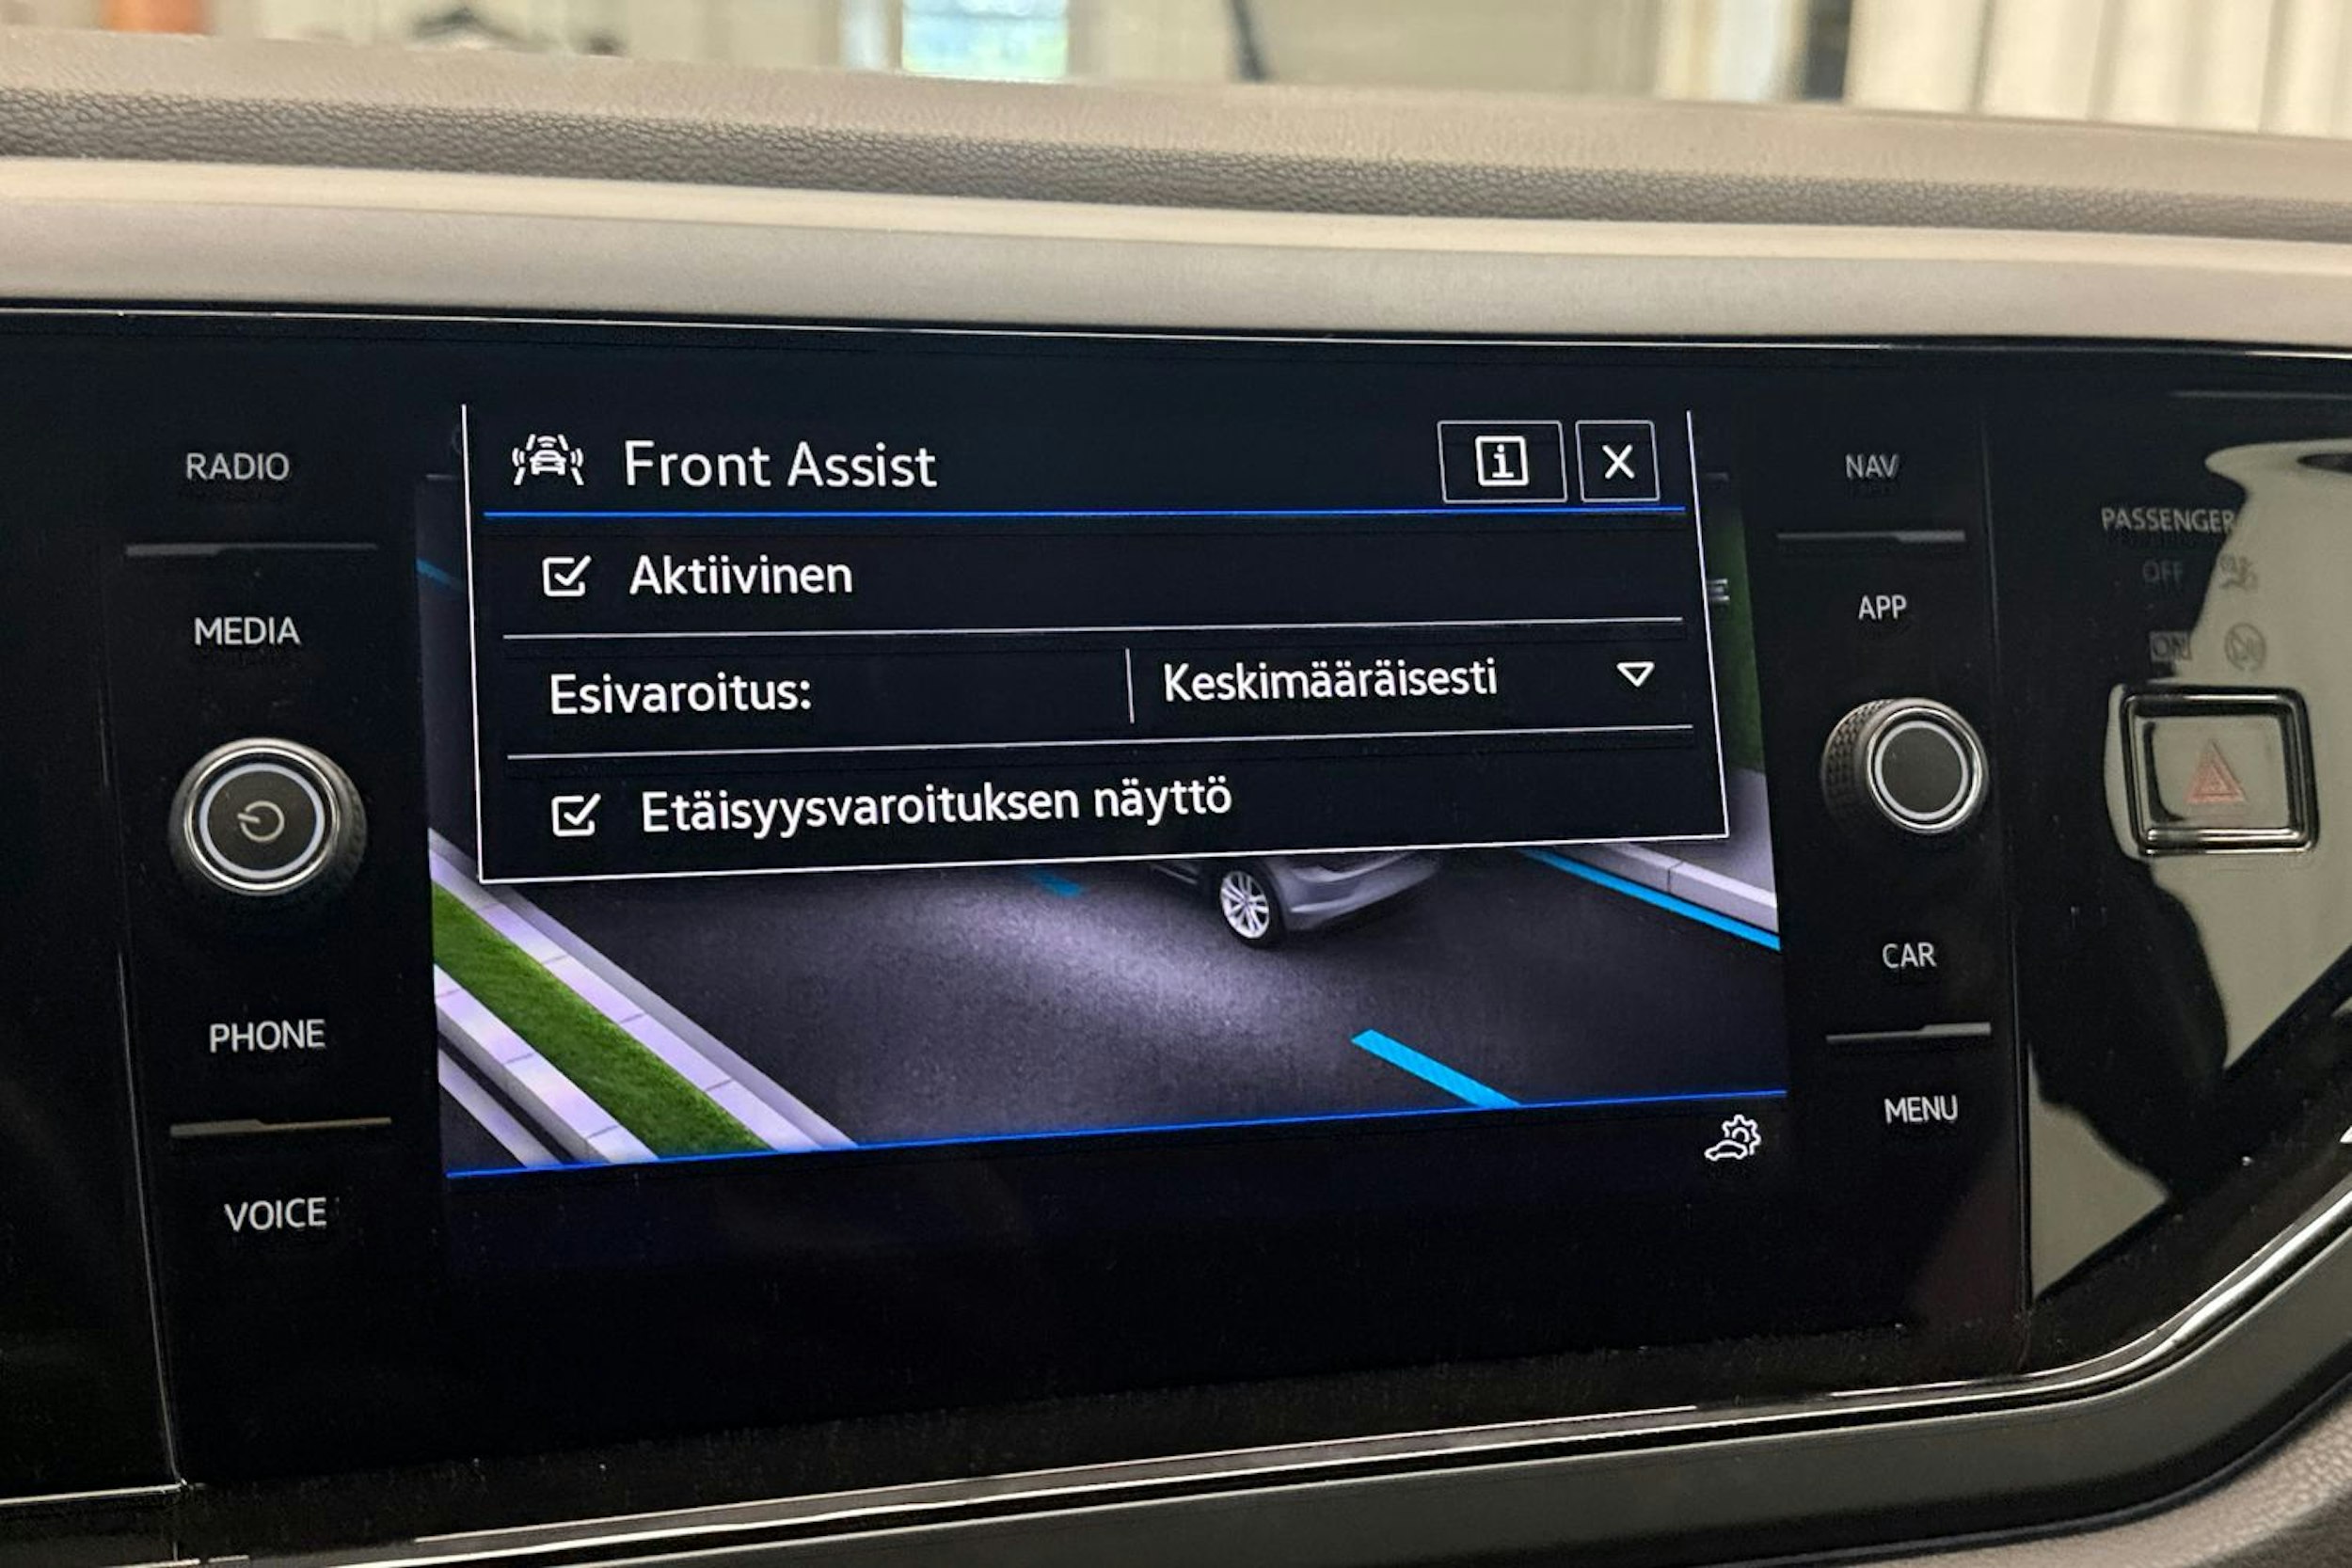 RADIO
MEDIA
PHONE
VOICE
Front Assist
Aktiivinen
Esivaroitus: Keskimääräisesti
Etäisyysvaroituksen näyttö
NAV
APP
CAR
MENU
PASSENGER
OFF
ON